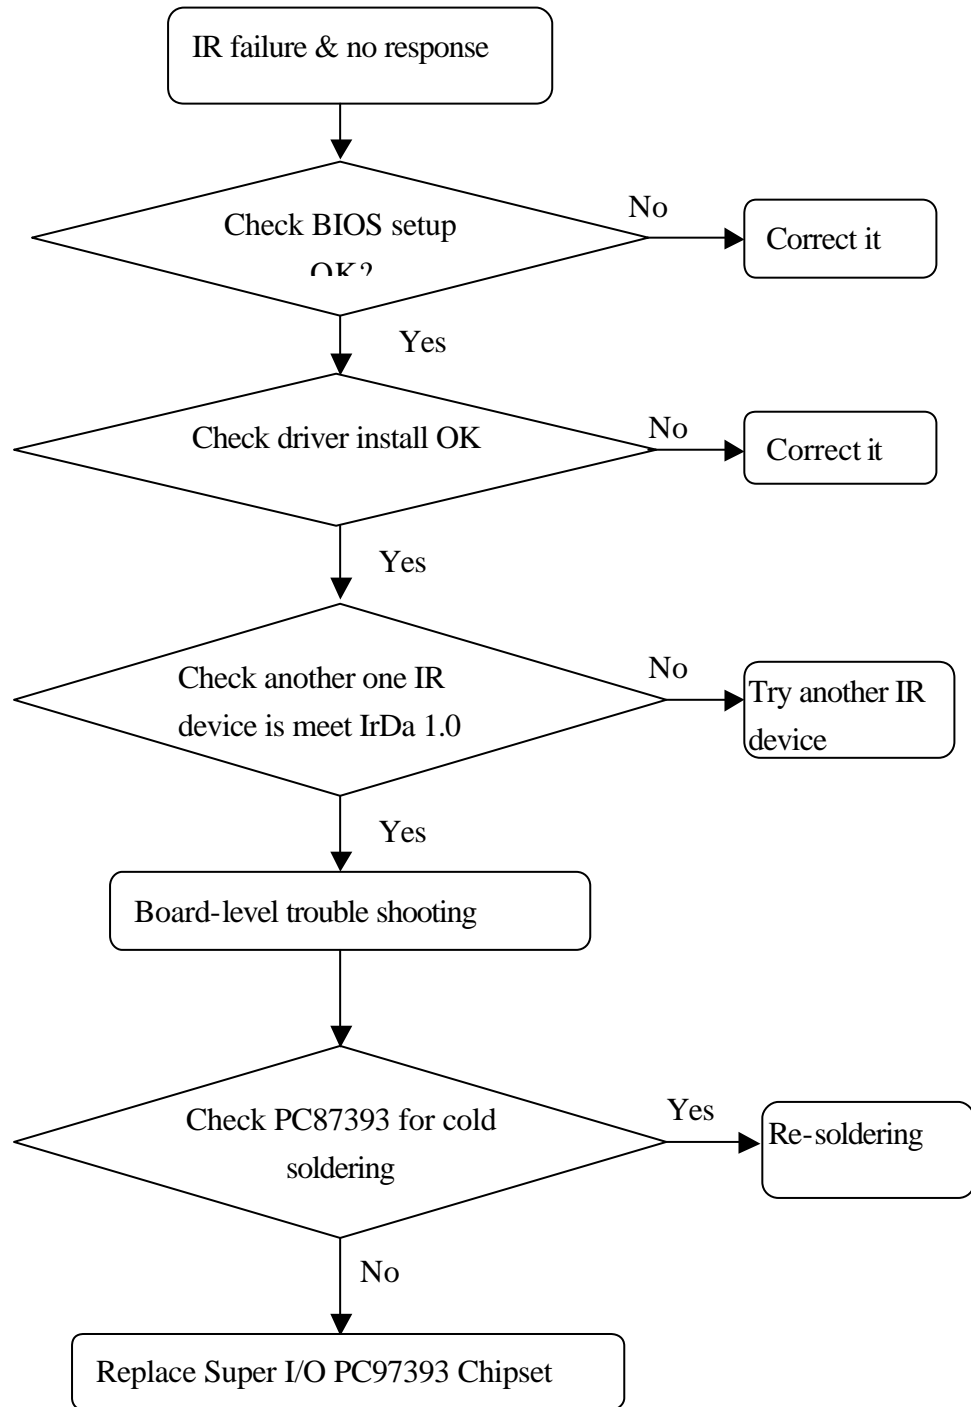 IR failure & no response
Check BIOS setup
OK?
No
Correct it
Yes
Check driver install OK
No
Correct it
Yes
Check another one IR
device is meet IrDa 1.0
No
Try another IR
device
Yes
Board-level trouble shooting
Check PC87393 for cold
soldering
Yes
Re-soldering
No
Replace Super I/O PC97393 Chipset